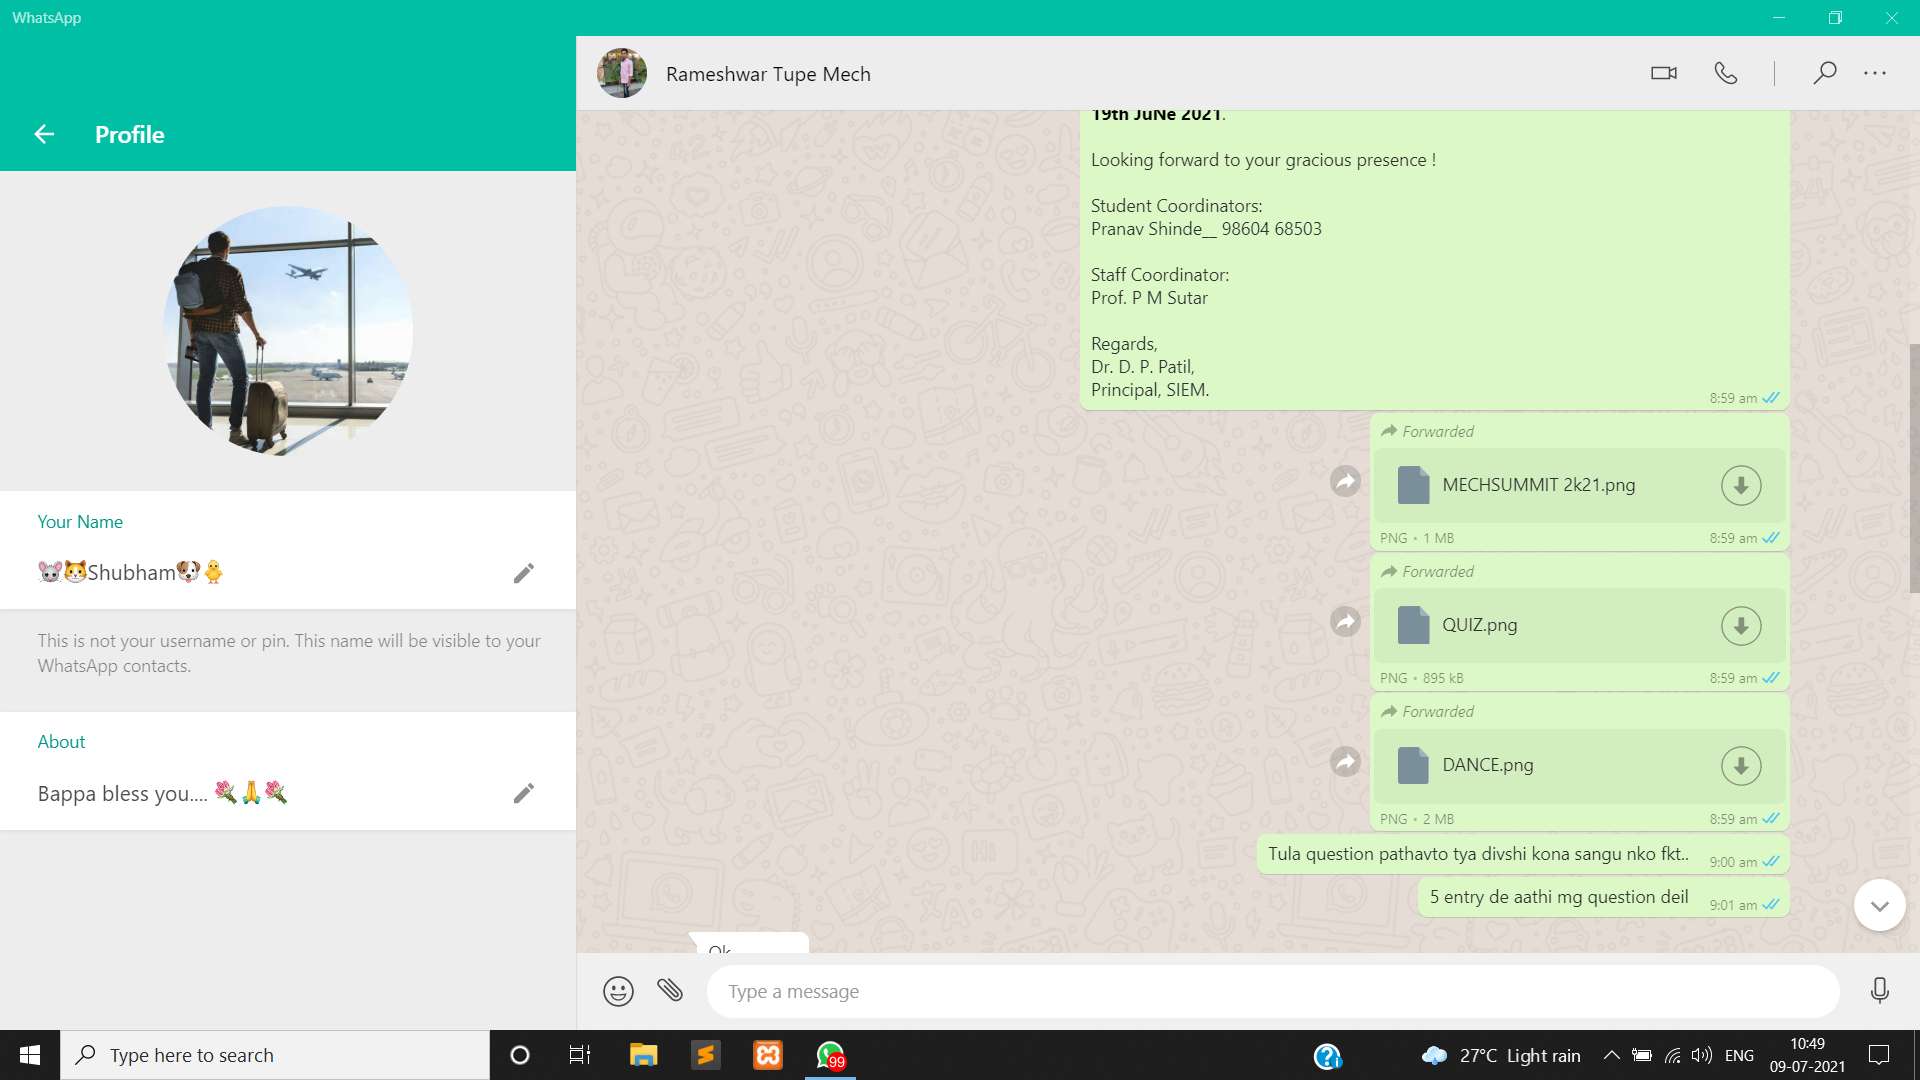 WhatsApp
Profile
Your Name
🐭🐱Shubham🐶🐥
This is not your username or pin. This name will be visible to your
WhatsApp contacts.
About
Bappa bless you.... 🌷🙏🌷
Rameshwar Tupe Mech
19th JuNe 2021.
Looking forward to your gracious presence !
Student Coordinators:
Pranav Shinde__ 98604 68503
Staff Coordinator:
Prof. P M Sutar
Regards,
Dr. D. P. Patil,
Principal, SIEM.
8:59 am
Forwarded
MECHSUMMIT 2k21.png
PNG • 1 MB 8:59 am
Forwarded
QUIZ.png
PNG • 895 kB 8:59 am
Forwarded
DANCE.png
PNG • 2 MB 8:59 am
Tula question pathavto tya divshi kona sangu nko fkt.. 9:00 am
5 entry de aathi mg question deil 9:01 am
Ok
Type a message
Type here to search
99
27°C Light rain
ENG
10:49
09-07-2021